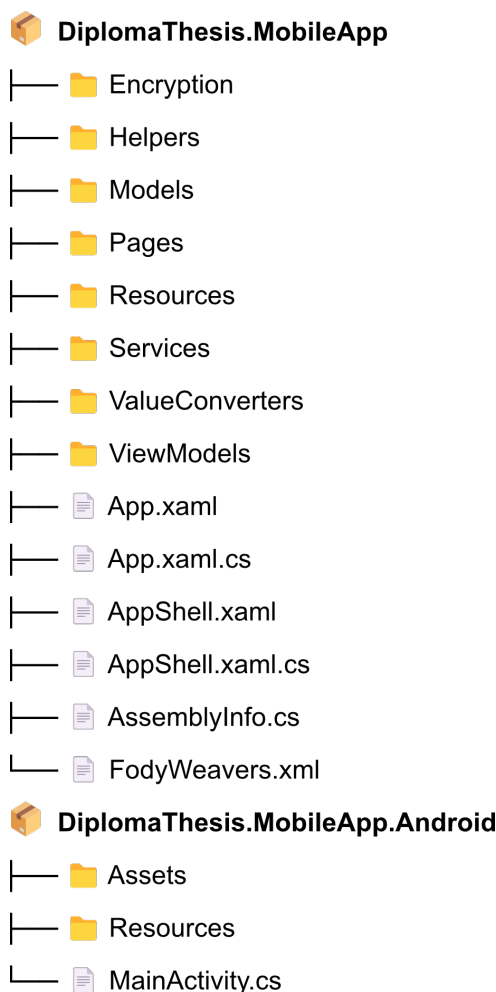 DiplomaThesis.MobileApp
Encryption
Helpers
Models
Pages
Resources
Services
ValueConverters
ViewModels
App.xaml
App.xaml.cs
AppShell.xaml
AppShell.xaml.cs
AssemblyInfo.cs
FodyWeavers.xml
DiplomaThesis.MobileApp.Android
Assets
Resources
MainActivity.cs